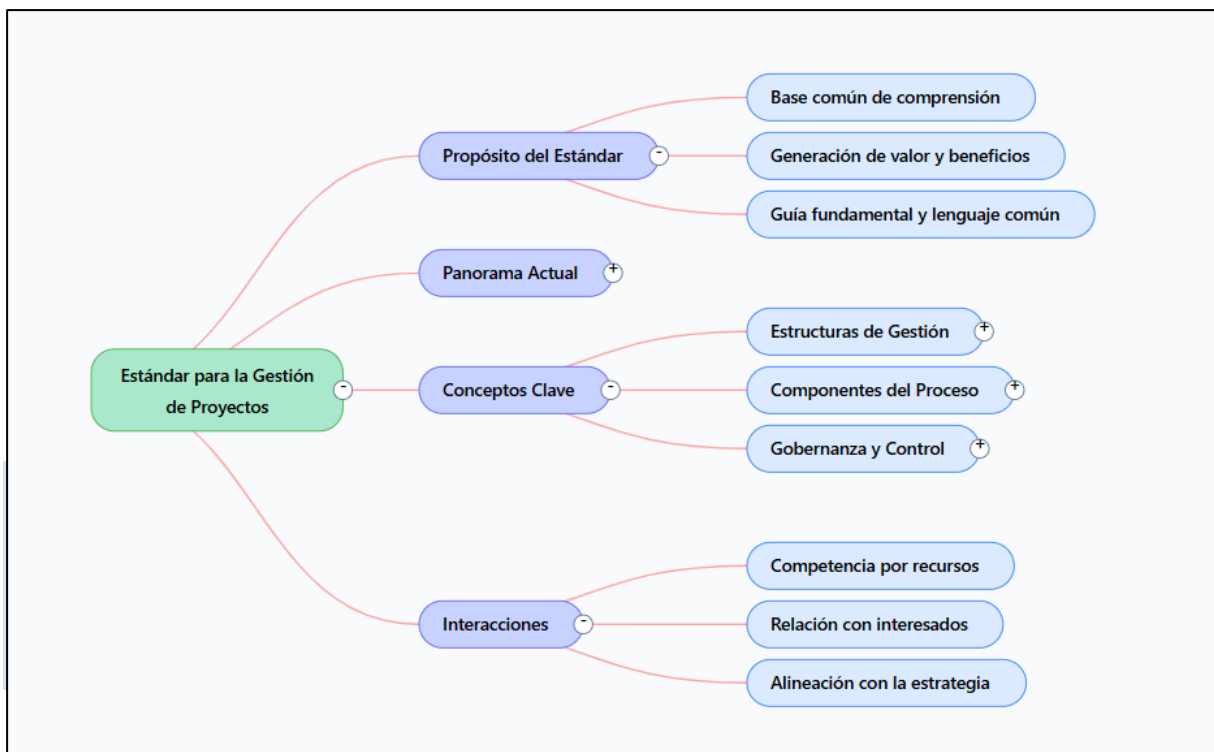 Estándar para la Gestión
de Proyectos
-
Propósito del Estándar
-
Base común de comprensión
Generación de valor y beneficios
Guía fundamental y lenguaje común
Panorama Actual
+
Conceptos Clave
-
Estructuras de Gestión
+
Componentes del Proceso
+
Gobernanza y Control
+
Interacciones
-
Competencia por recursos
Relación con interesados
Alineación con la estrategia